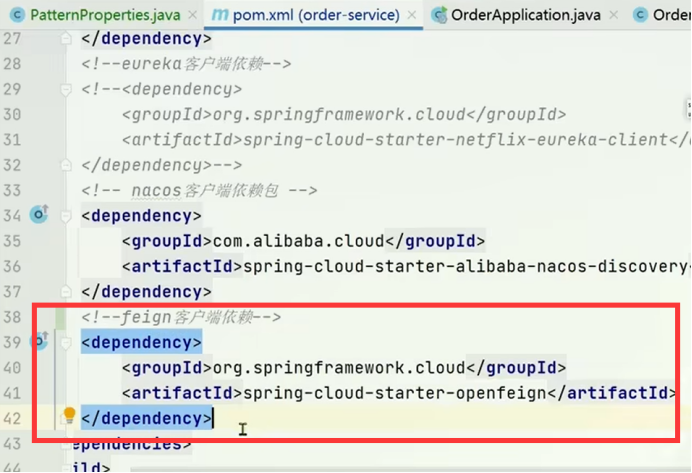 PatternProperties.java × pom.xml (order-service) × OrderApplication.java × Order
27 </dependency>
28 <!--eureka客户端依赖-->
29 <!--<dependency>
30 <groupId>org.springframework.cloud</groupId>
31 <artifactId>spring-cloud-starter-netflix-eureka-client</
32 </dependency>-->
33 <!-- nacos客户端依赖包 -->
34 <dependency>
35 <groupId>com.alibaba.cloud</groupId>
36 <artifactId>spring-cloud-starter-alibaba-nacos-discovery
37 </dependency>
38 <!--feign客户端依赖-->
39 <dependency>
40 <groupId>org.springframework.cloud</groupId>
41 <artifactId>spring-cloud-starter-openfeign</artifactId>
42 </dependency>
43 ependencies>
44 ild>